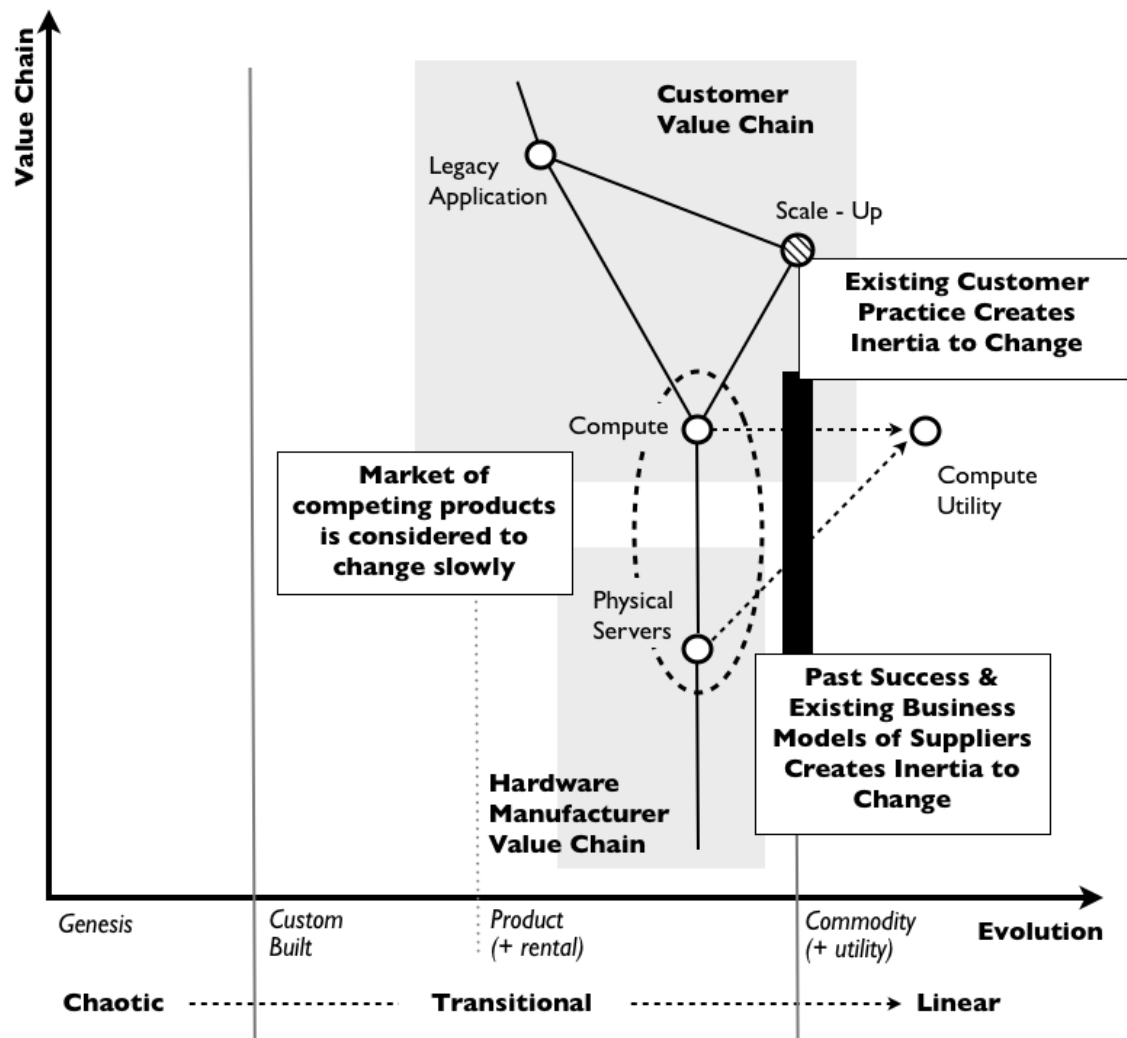 Value Chain
Customer
Value Chain
Legacy
Application
Scale - Up
Existing Customer
Practice Creates
Inertia to Change
Compute
Compute
Utility
Market of
competing products
is considered to
change slowly
Physical
Servers
Past Success &
Existing Business
Models of Suppliers
Creates Inertia to
Change
Hardware
Manufacturer
Value Chain
Genesis
Custom
Built
Product
(+ rental)
Commodity
(+ utility)
Evolution
Chaotic
Transitional
Linear